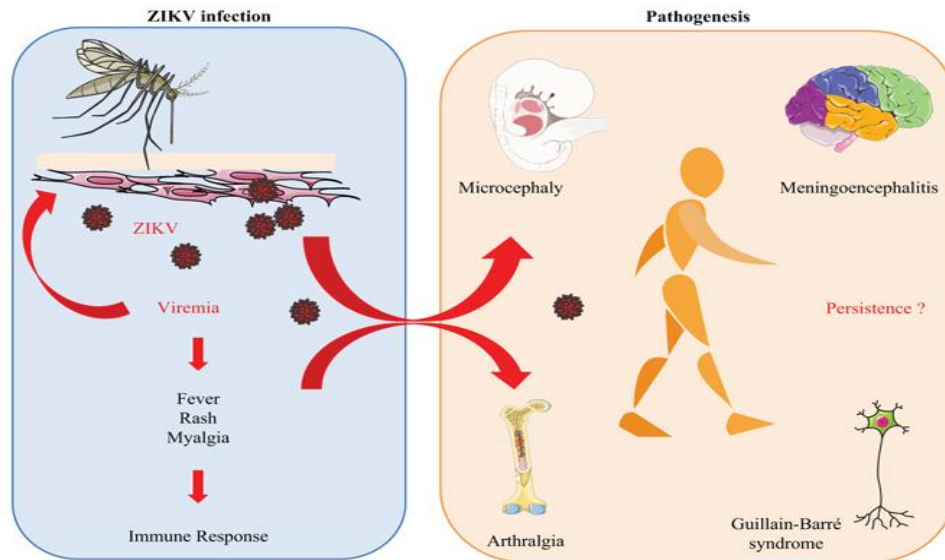 ZIKV infection
ZIKV
Viremia
Fever
Rash
Myalgia
Immune Response
Pathogenesis
Microcephaly
Meningoencephalitis
Persistence ?
Arthralgia
Guillain-Barré
syndrome